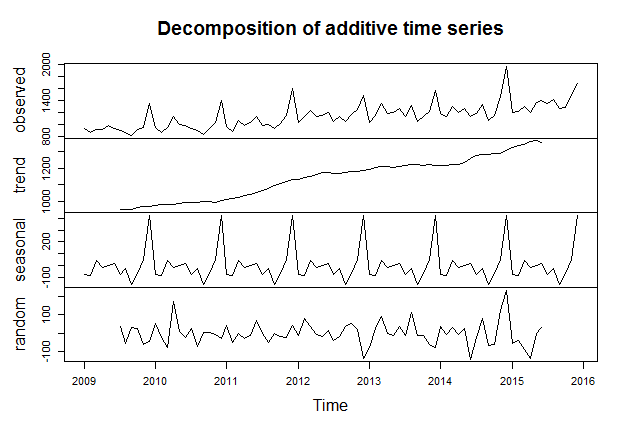 Decomposition of additive time series
observed
800 1400 2000
trend
1000 1200
seasonal
-100 200
random
-100 100
2009 2010 2011 2012 2013 2014 2015 2016
Time